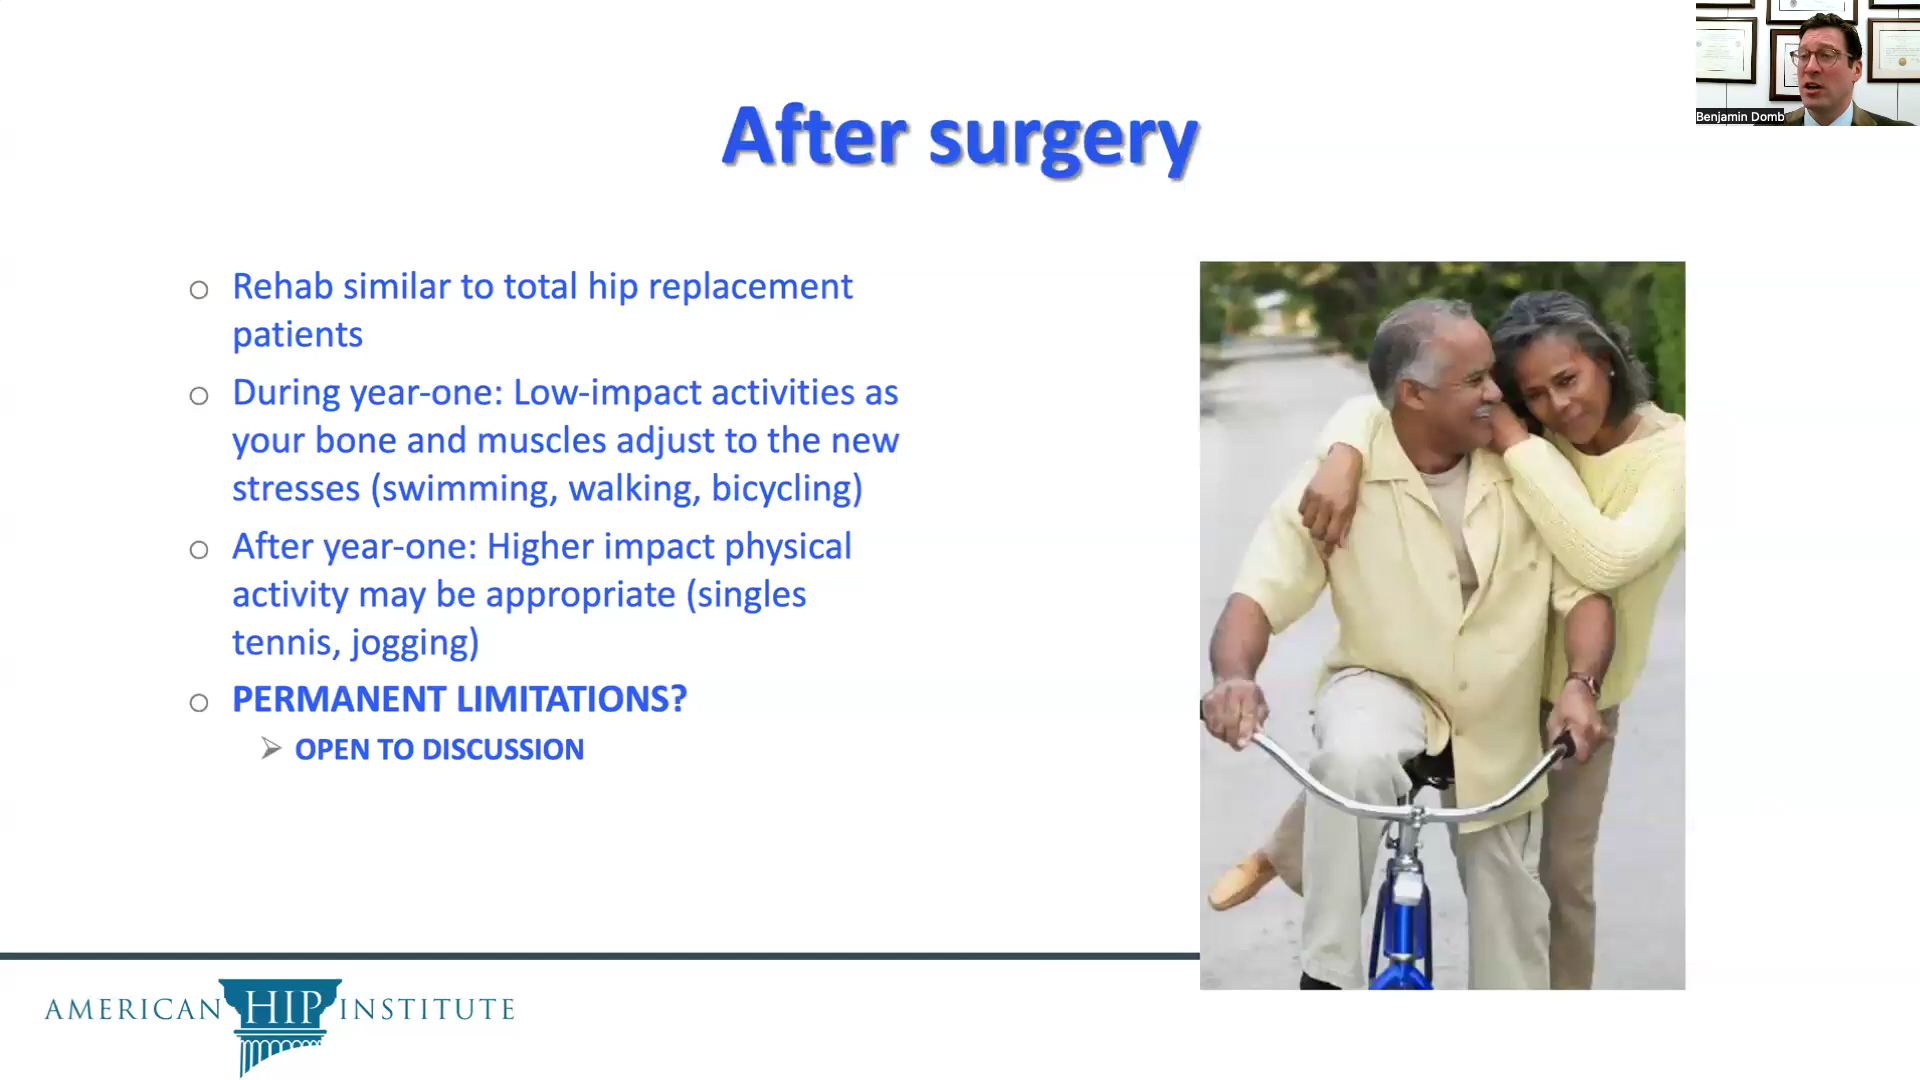 Benjamin Domb
After surgery
Rehab similar to total hip replacement
patients
During year-one: Low-impact activities as
your bone and muscles adjust to the new
stresses (swimming, walking, bicycling)
After year-one: Higher impact physical
activity may be appropriate (singles
tennis, jogging)
PERMANENT LIMITATIONS?
OPEN TO DISCUSSION
AMERICAN HIP INSTITUTE